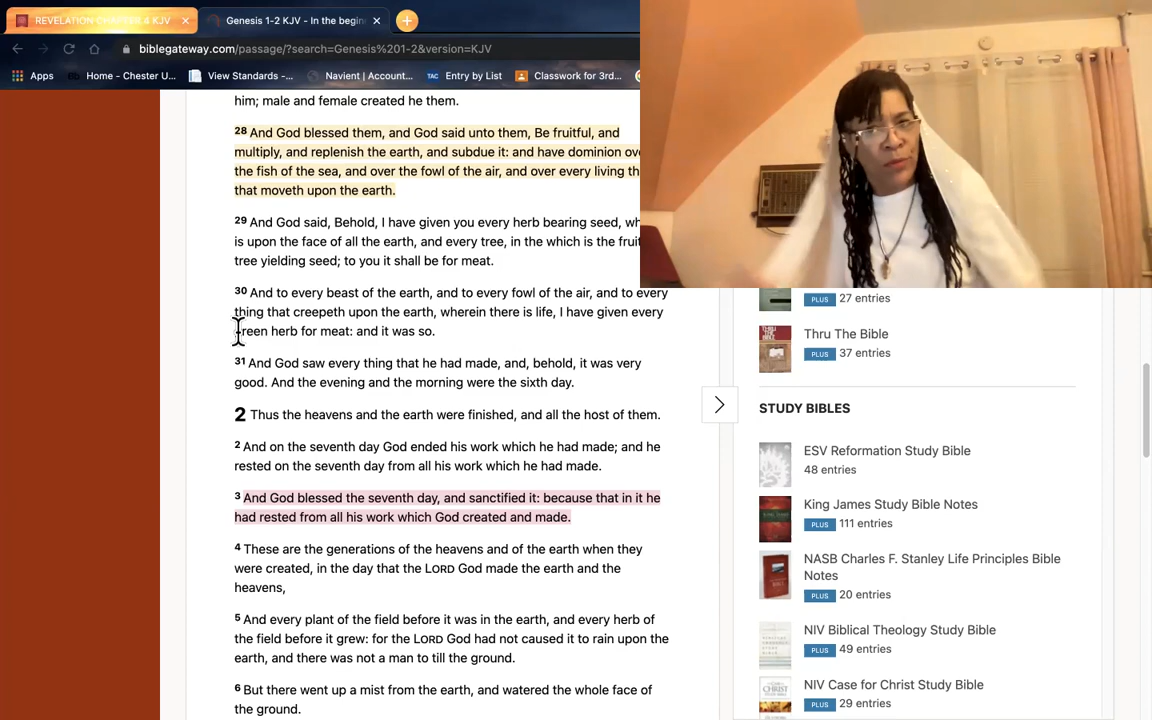 REVELATION CHAPTER 4 KJV
Genesis 1-2 KJV - In the begin
biblegateway.com/passage/?search=Genesis%201-2&version=KJV
Apps
Home - Chester U...
View Standards -...
Navient | Account...
TAC Entry by List
Classwork for 3rd...
him; male and female created he them.
28 And God blessed them, and God said unto them, Be fruitful, and
multiply, and replenish the earth, and subdue it: and have dominion ov
the fish of the sea, and over the fowl of the air, and over every living th
that moveth upon the earth.
29 And God said, Behold, I have given you every herb bearing seed, wh
is upon the face of all the earth, and every tree, in the which is the fruit
tree yielding seed; to you it shall be for meat.
30 And to every beast of the earth, and to every fowl of the air, and to every
thing that creepeth upon the earth, wherein there is life, I have given every
green herb for meat: and it was so.
31 And God saw every thing that he had made, and, behold, it was very
good. And the evening and the morning were the sixth day.
2 Thus the heavens and the earth were finished, and all the host of them.
2 And on the seventh day God ended his work which he had made; and he
rested on the seventh day from all his work which he had made.
3 And God blessed the seventh day, and sanctified it: because that in it he
had rested from all his work which God created and made.
4 These are the generations of the heavens and of the earth when they
were created, in the day that the LORD God made the earth and the
heavens,
5 And every plant of the field before it was in the earth, and every herb of
the field before it grew: for the LORD God had not caused it to rain upon the
earth, and there was not a man to till the ground.
6 But there went up a mist from the earth, and watered the whole face of
the ground.
PLUS 27 entries
Thru The Bible
PLUS 37 entries
STUDY BIBLES
ESV Reformation Study Bible
48 entries
King James Study Bible Notes
PLUS 111 entries
NASB Charles F. Stanley Life Principles Bible
Notes
PLUS 20 entries
NIV Biblical Theology Study Bible
PLUS 49 entries
NIV Case for Christ Study Bible
PLUS 29 entries